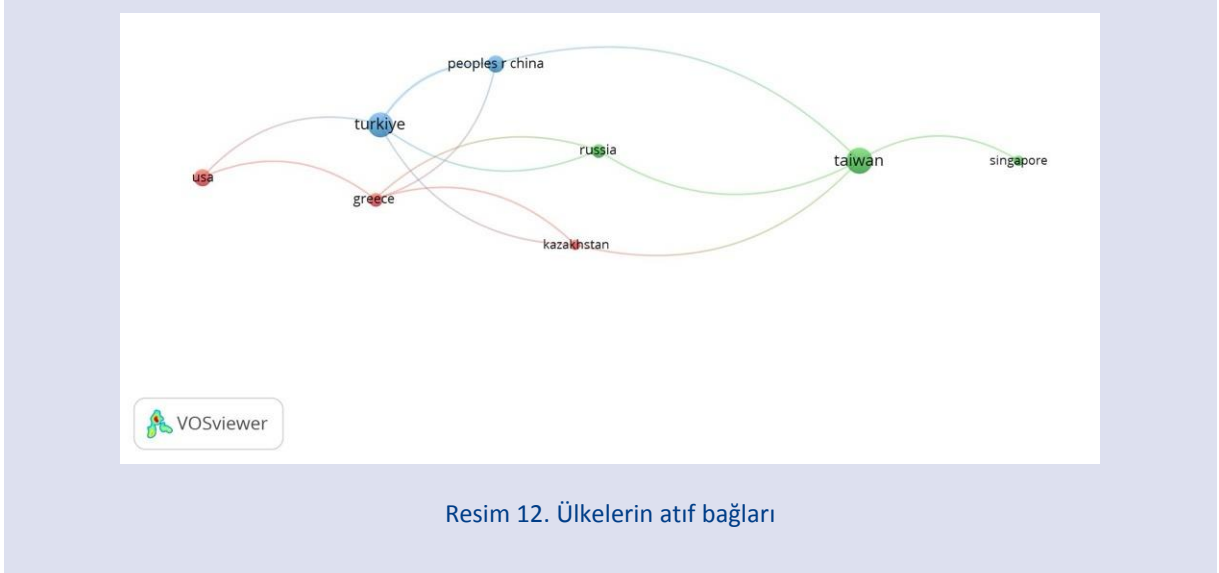 peoples r china
turkiye
russia
taiwan
singapore
usa
greece
kazakhstan
VOSviewer
Resim 12. Ülkelerin atıf bağları